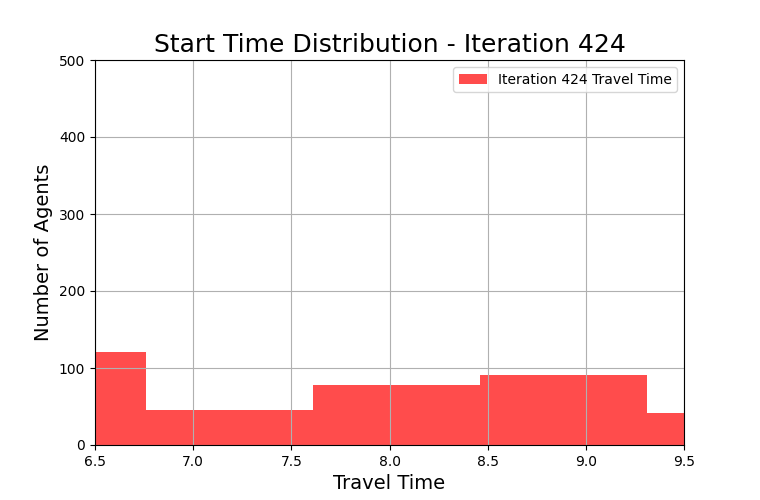 Start Time Distribution - Iteration 424
Iteration 424 Travel Time
Number of Agents
500
400
300
200
100
0
6.5 7.0 7.5 8.0 8.5 9.0 9.5
Travel Time